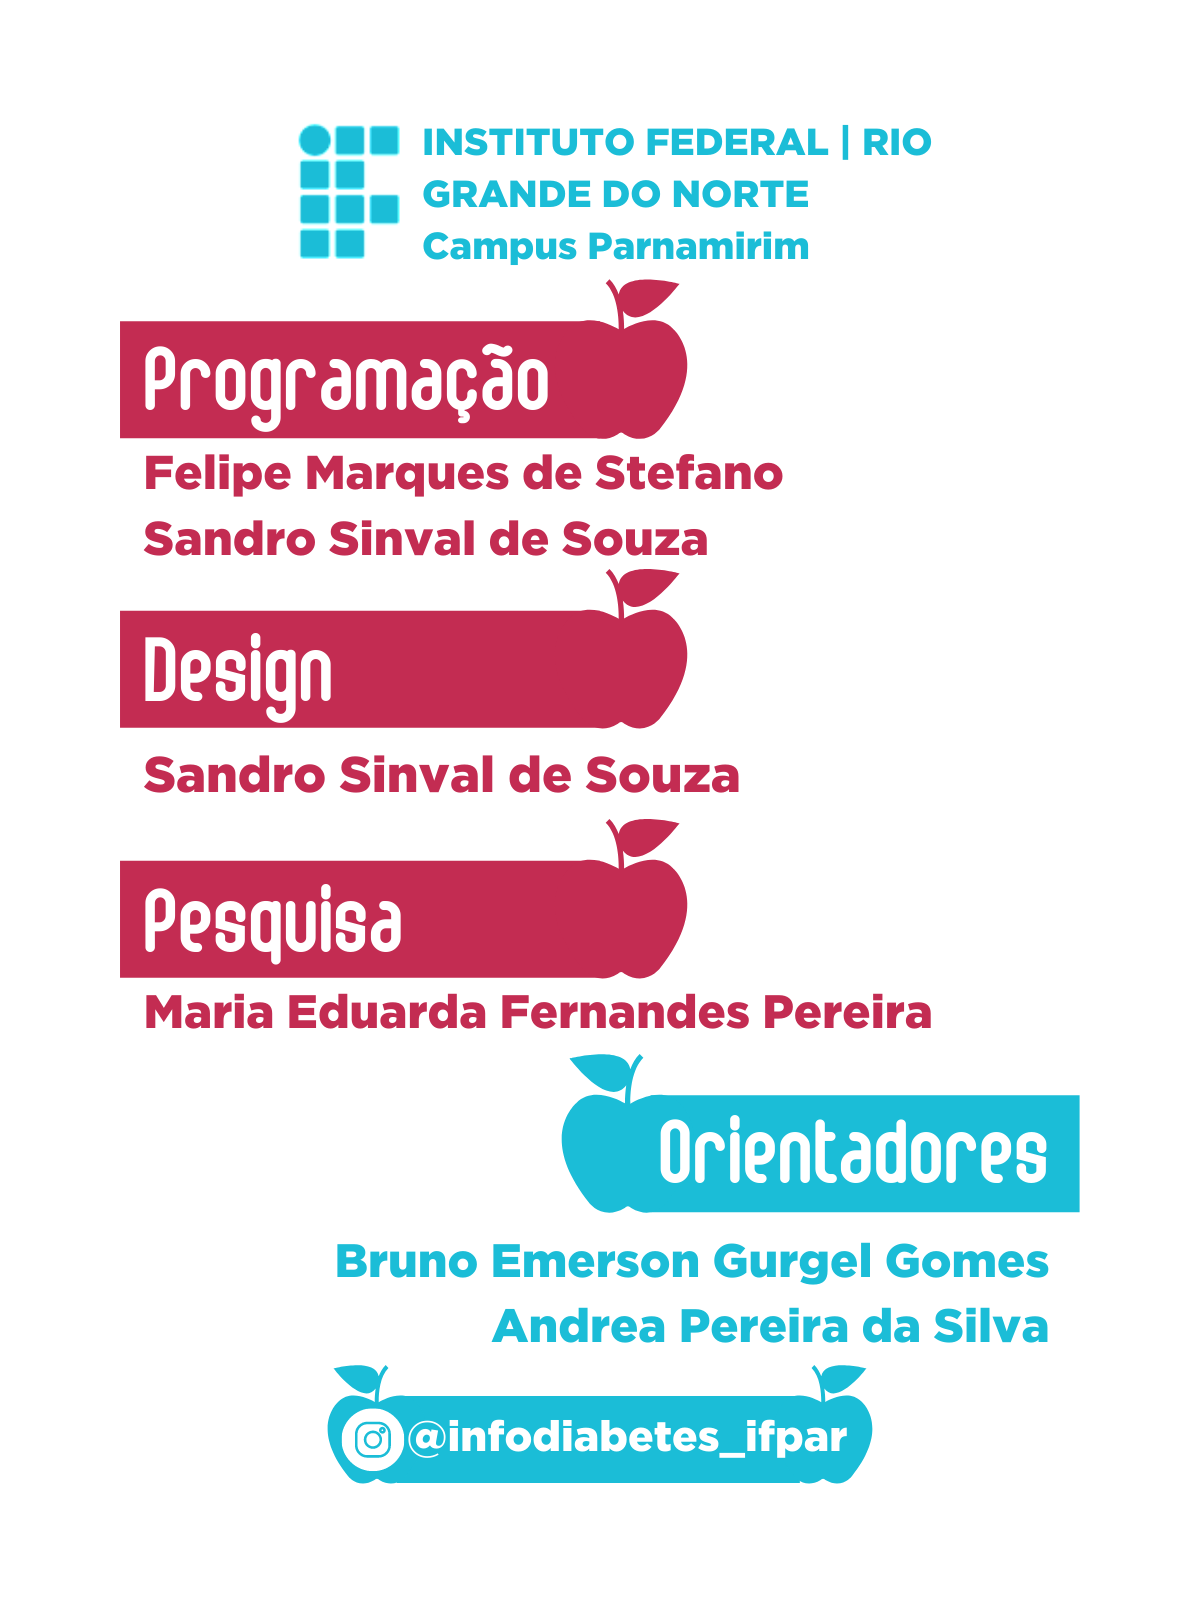 INSTITUTO FEDERAL | RIO
GRANDE DO NORTE
Campus Parnamirim
Programação
Felipe Marques de Stefano
Sandro Sinval de Souza
Design
Sandro Sinval de Souza
Pesquisa
Maria Eduarda Fernandes Pereira
Orientadores
Bruno Emerson Gurgel Gomes
Andrea Pereira da Silva
@infodiabetes_ifpar